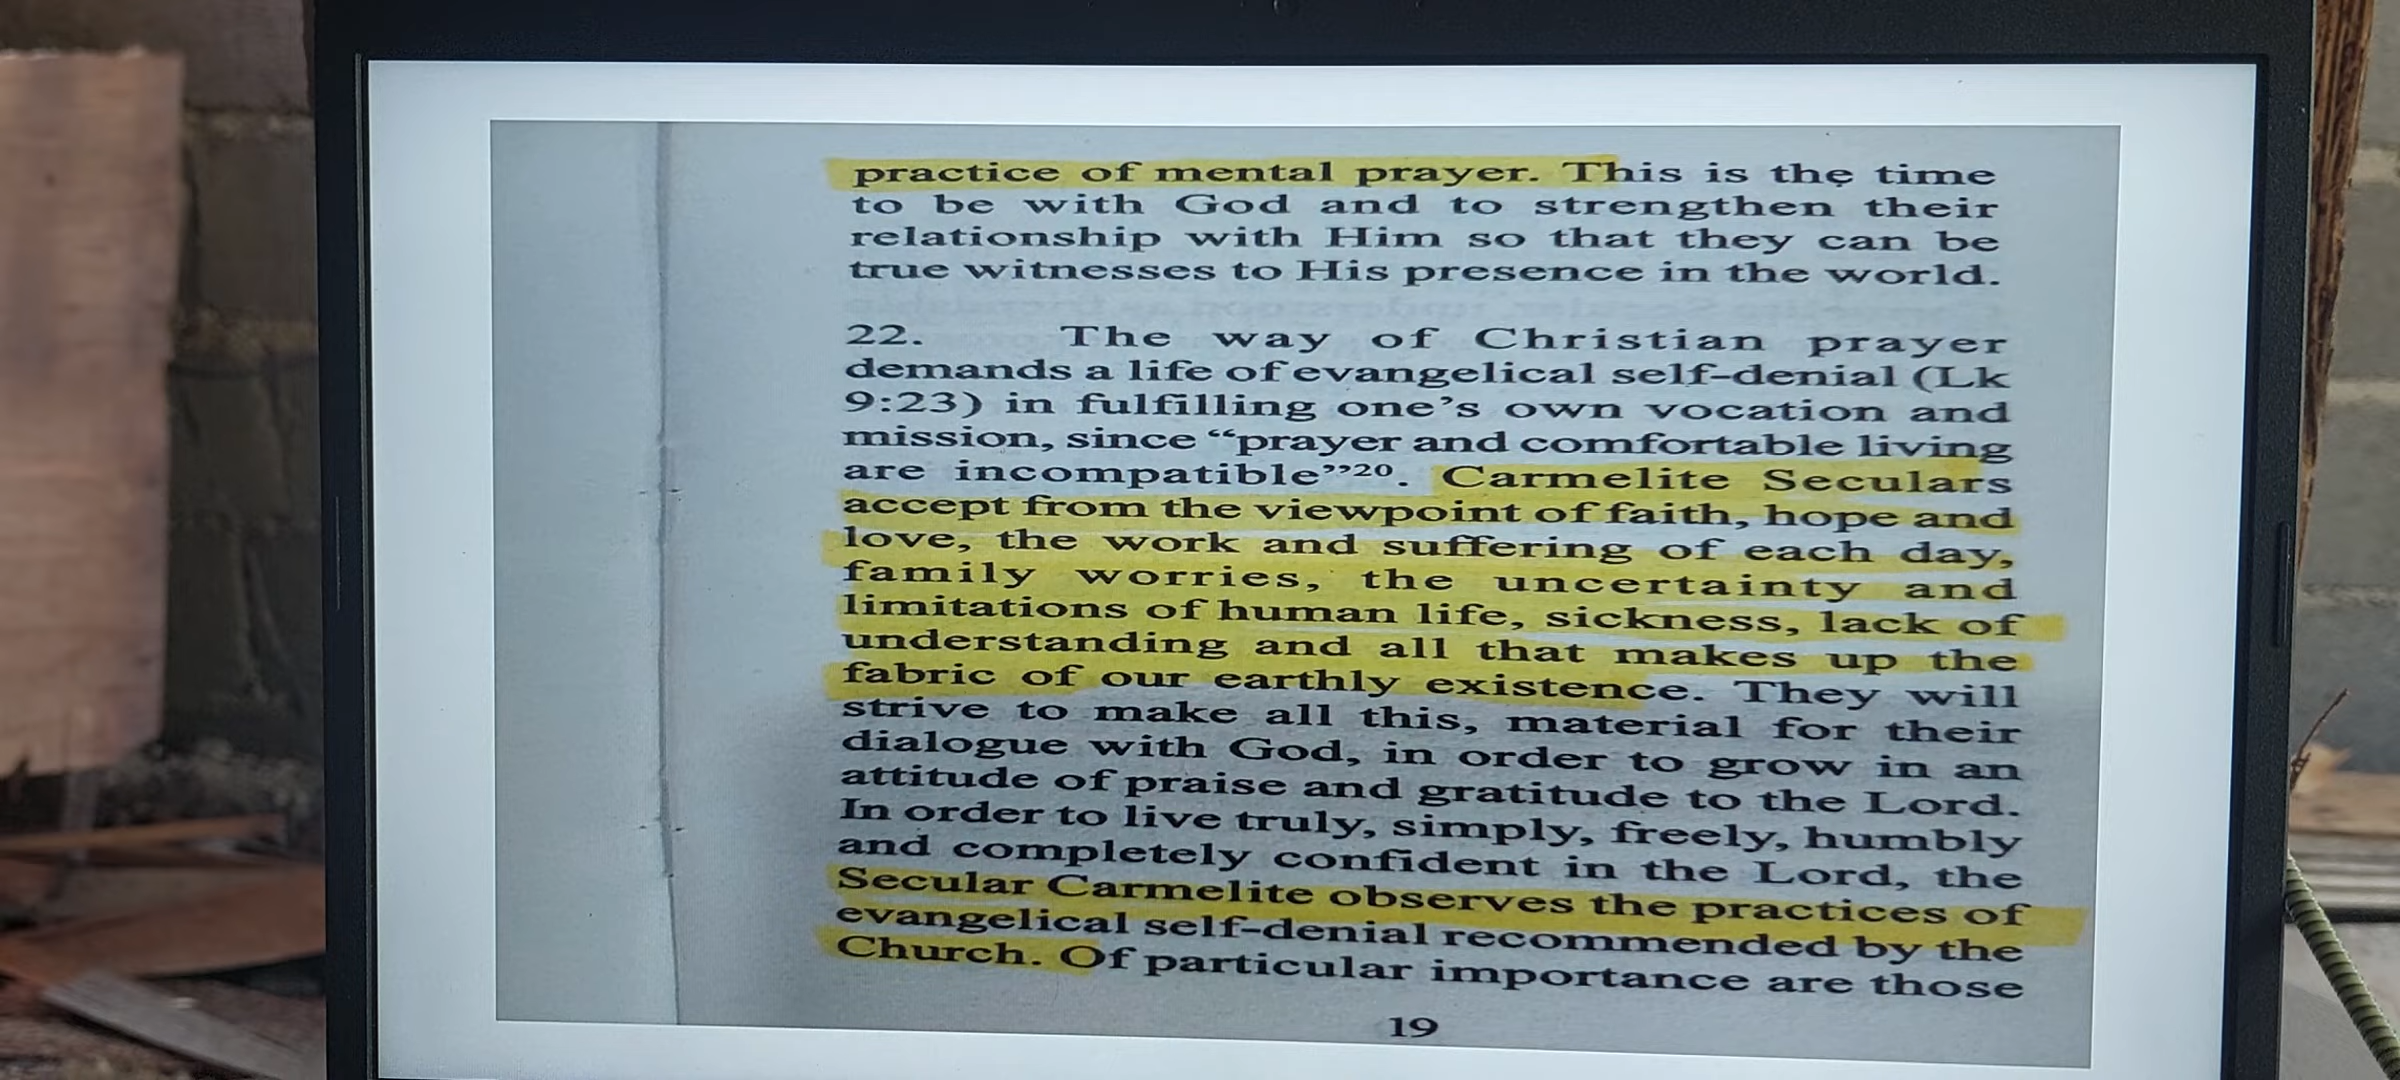 practice of mental prayer. This is the time
to be with God and to strengthen their
relationship with Him so that they can be
true witnesses to His presence in the world.
22. The way of Christian prayer
demands a life of evangelical self-denial (Lk
9:23) in fulfilling one’s own vocation and
mission, since “prayer and comfortable living
are incompatible”²⁰. Carmelite Seculars
accept from the viewpoint of faith, hope and
love, the work and suffering of each day,
family worries, the uncertainty and
limitations of human life, sickness, lack of
understanding and all that makes up the
fabric of our earthly existence. They will
strive to make all this, material for their
dialogue with God, in order to grow in an
attitude of praise and gratitude to the Lord.
In order to live truly, simply, freely, humbly
and completely confident in the Lord, the
Secular Carmelite observes the practices of
evangelical self-denial recommended by the
Church. Of particular importance are those
19